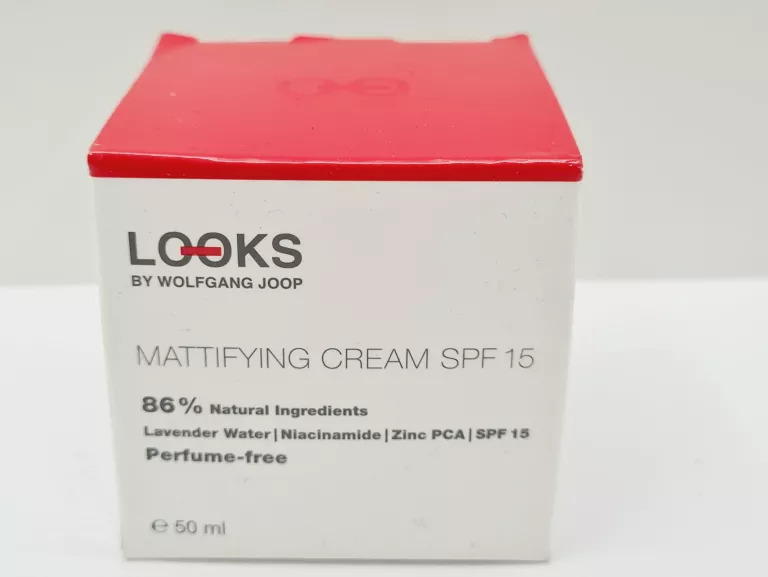 LOOKS
BY WOLFGANG JOOP
MATTIFYING CREAM SPF 15
86% Natural Ingredients
Lavender Water|Niacinamide|Zinc PCA|SPF 15
Perfume-free
℮ 50 ml